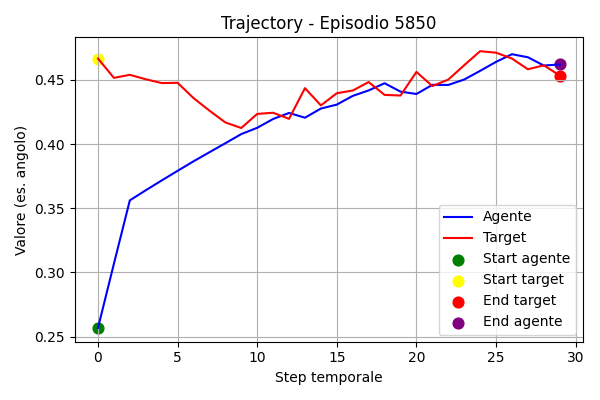 Trajectory - Episodio 5850
Valore (es. angolo)
0.45
0.40
0.35
0.30
0.25
0
5
10
15
20
25
30
Step temporale
Agente
Target
Start agente
Start target
End target
End agente